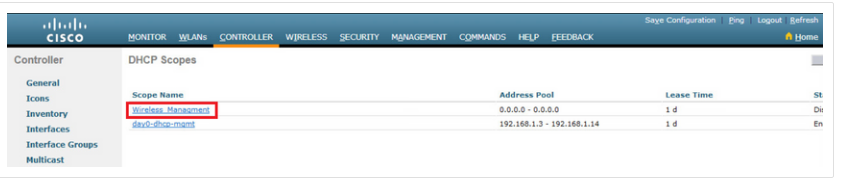 Save Configuration | Ping | Logout | Refresh
CISCO MONITOR WLANs CONTROLLER WIRELESS SECURITY MANAGEMENT COMMANDS HELP FEEDBACK Home
Controller
General
Icons
Inventory
Interfaces
Interface Groups
Multicast
DHCP Scopes
Scope Name Address Pool Lease Time St
Wireless Managment 0.0.0.0 - 0.0.0.0 1 d Di
day0-dhcp-mgmt 192.168.1.3 - 192.168.1.14 1 d En